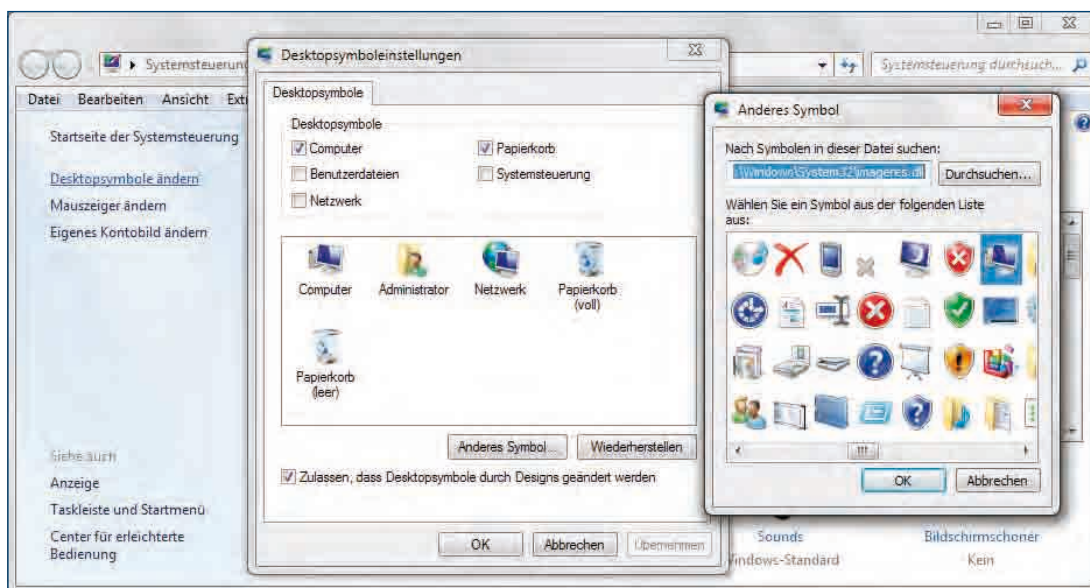 Systemsteuerun
Systemsteuerung durchsuch...
Datei Bearbeiten Ansicht Ext
Startseite der Systemsteuerung
Desktopsymbole ändern
Mauszeiger ändern
Eigenes Kontobild ändern
Siehe auch
Anzeige
Taskleiste und Startmenü
Center für erleichterte
Bedienung
Desktopsymboleinstellungen
Desktopsymbole
Desktopsymbole
Computer
Papierkorb
Benutzerdateien
Systemsteuerung
Netzwerk
Computer
Administrator
Netzwerk
Papierkorb
(voll)
Papierkorb
(leer)
Anderes Symbol...
Wiederherstellen
Zulassen, dass Desktopsymbole durch Designs geändert werden
OK
Abbrechen
Übernehmen
Anderes Symbol
Nach Symbolen in dieser Datei suchen:
\Windows\System32\imageres.dl
Durchsuchen...
Wählen Sie ein Symbol aus der folgenden Liste
aus:
OK
Abbrechen
Sounds
indows-Standard
Bildschirmschoner
Kein